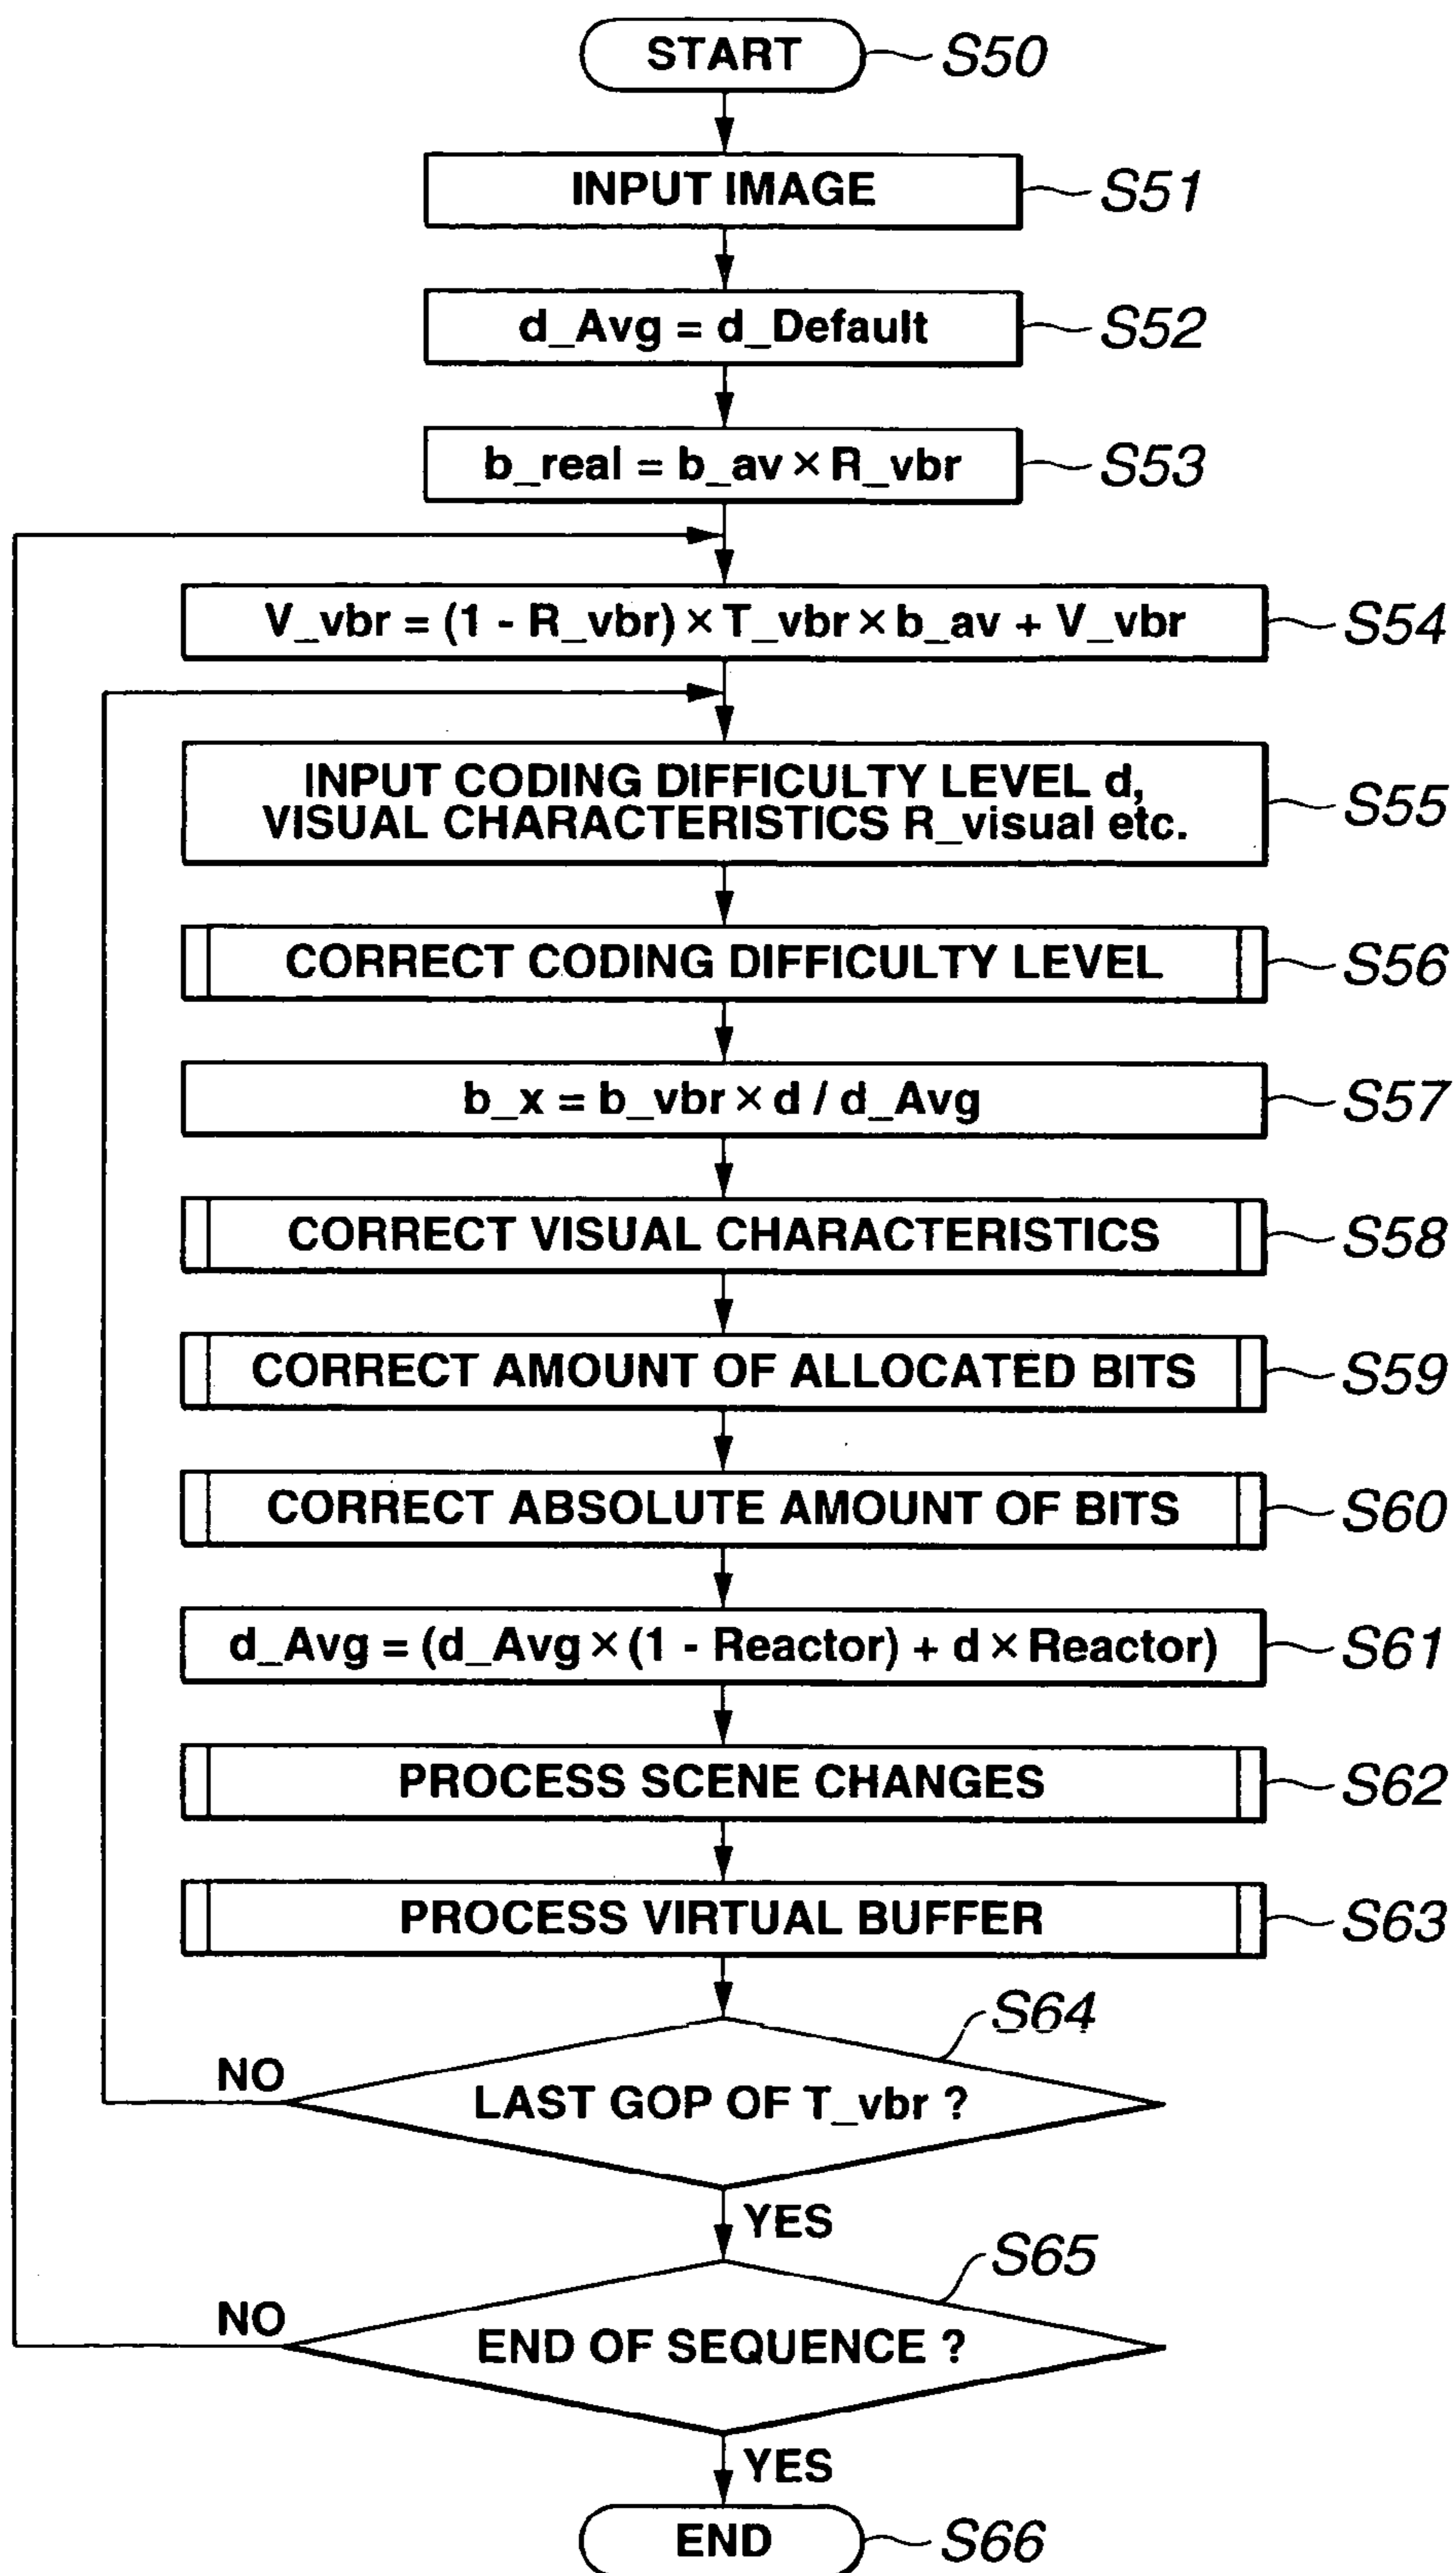 START
S50
INPUT IMAGE
S51
d_Avg = d_Default
S52
b_real = b_av × R_vbr
S53
V_vbr = (1 - R_vbr) × T_vbr × b_av + V_vbr
S54
INPUT CODING DIFFICULTY LEVEL d,
VISUAL CHARACTERISTICS R_visual etc.
S55
CORRECT CODING DIFFICULTY LEVEL
S56
b_x = b_vbr × d / d_Avg
S57
CORRECT VISUAL CHARACTERISTICS
S58
CORRECT AMOUNT OF ALLOCATED BITS
S59
CORRECT ABSOLUTE AMOUNT OF BITS
S60
d_Avg = (d_Avg × (1 - Reactor) + d × Reactor)
S61
PROCESS SCENE CHANGES
S62
PROCESS VIRTUAL BUFFER
S63
S64
NO
LAST GOP OF T_vbr ?
YES
S65
NO
END OF SEQUENCE ?
YES
END
S66